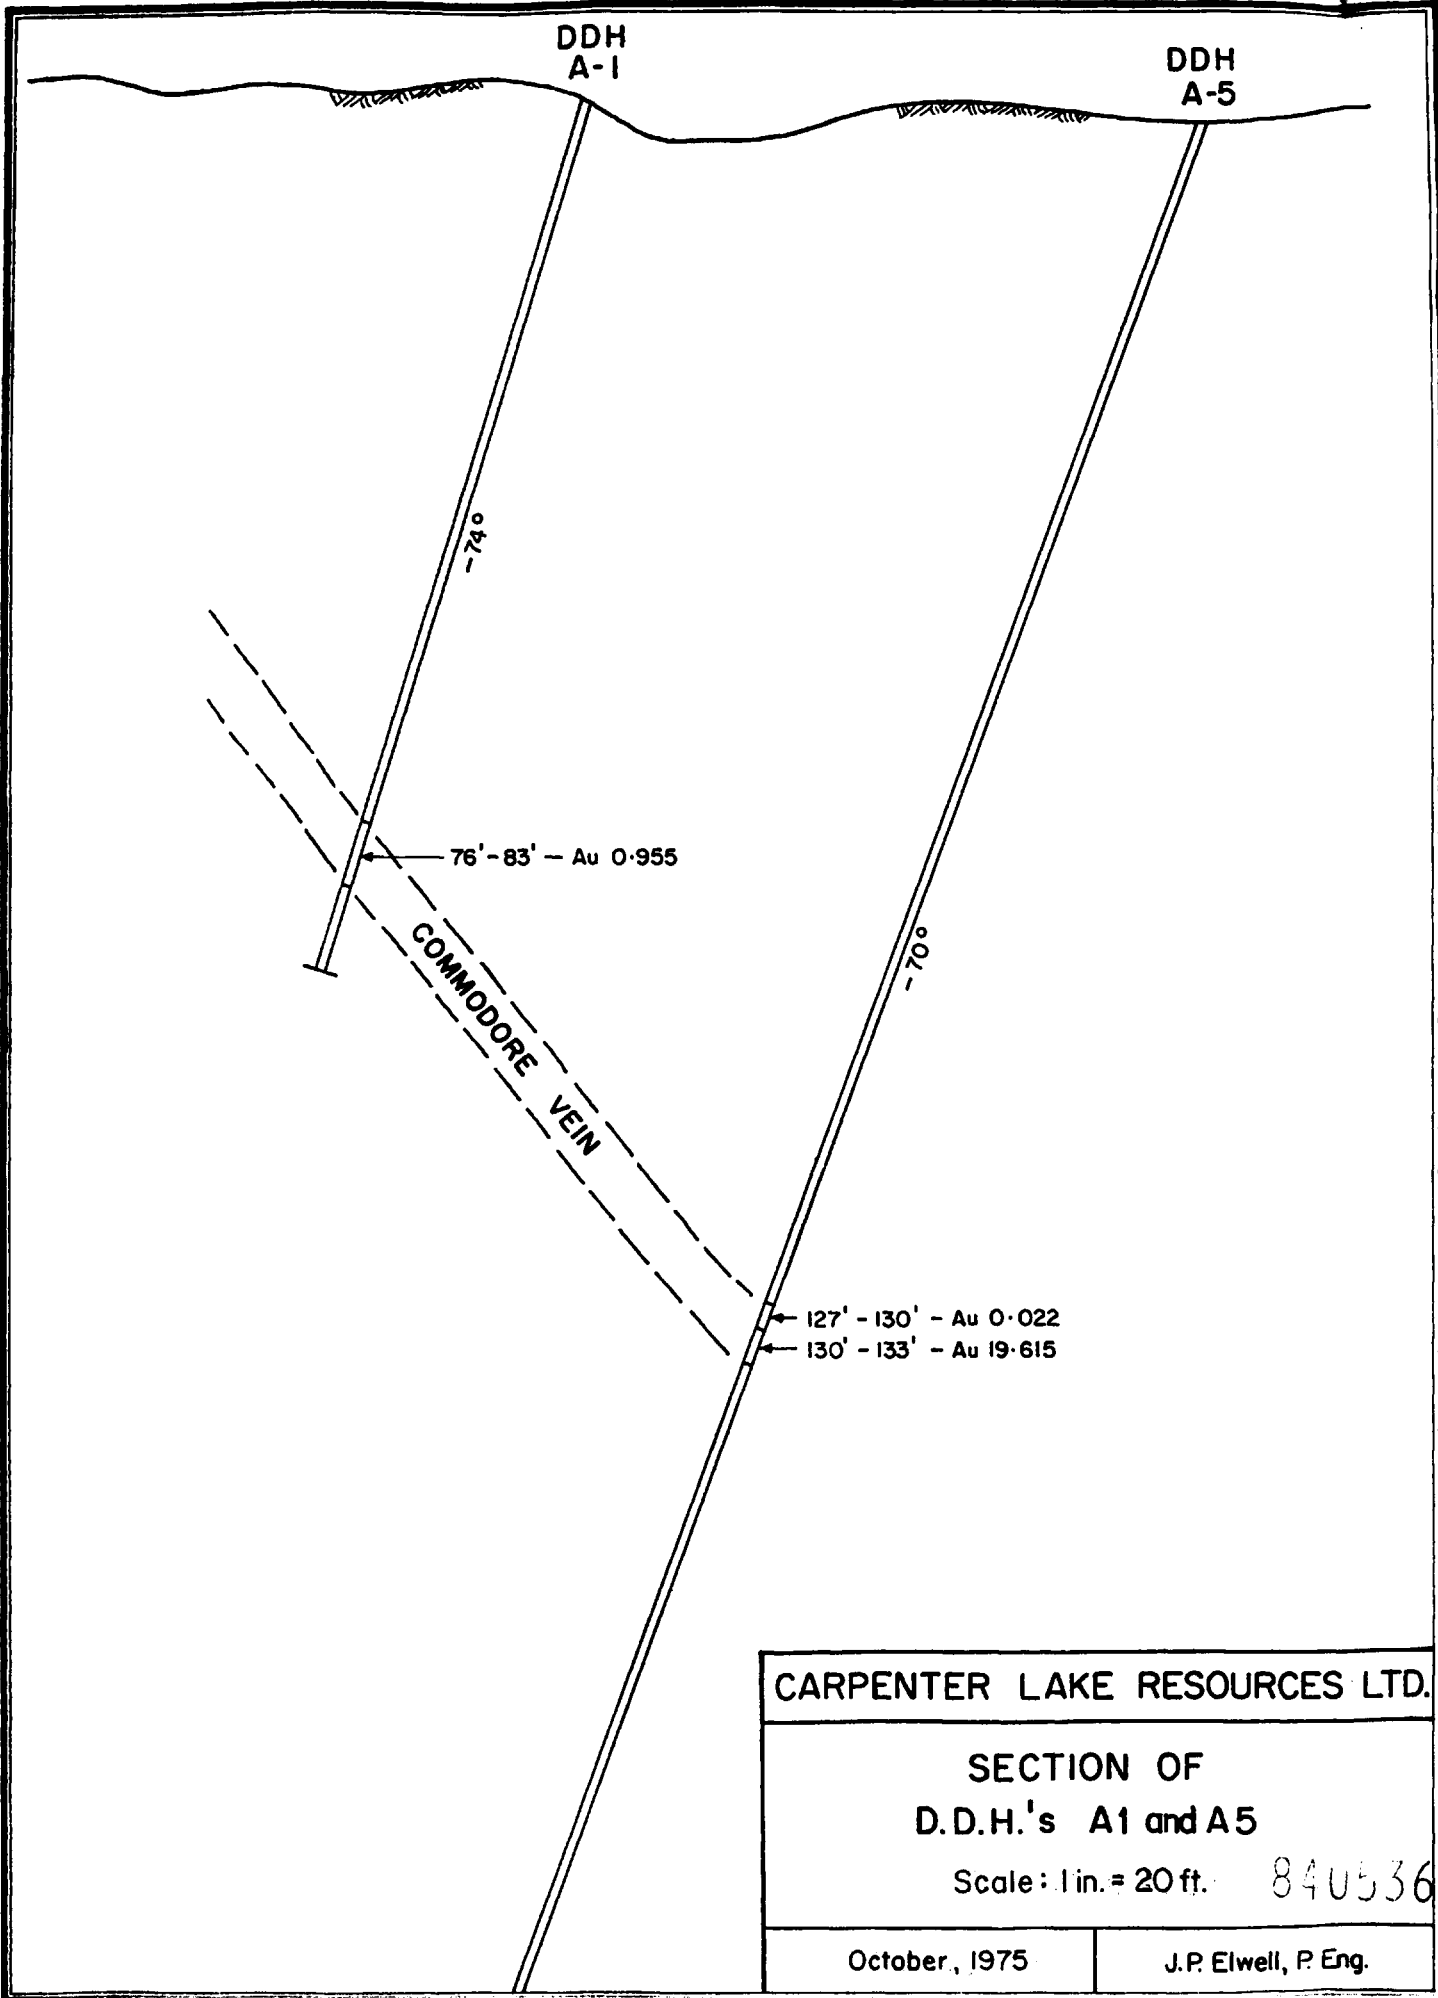 DDH
A-1
DDH
A-5
-74°
76'-83' - Au 0.955
COMMODORE VEIN
-70°
127' - 130' - Au 0.022
130' - 133' - Au 19.615
CARPENTER LAKE RESOURCES LTD.
SECTION OF
D.D.H.'s A1 and A5
Scale: 1 in. = 20 ft.
840536
October, 1975
J.P. Elwell, P. Eng.